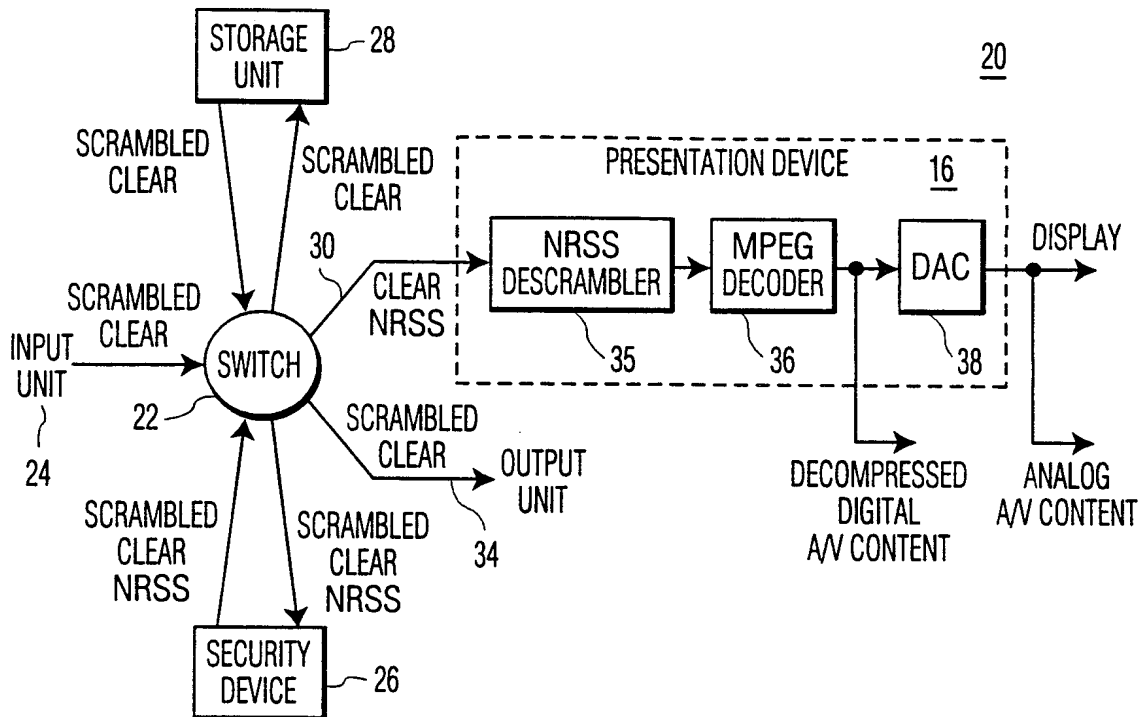 STORAGE
UNIT
28
20
SCRAMBLED
CLEAR
SCRAMBLED
CLEAR
PRESENTATION DEVICE
16
30
NRSS
DESCRAMBLER
MPEG
DECODER
DAC
DISPLAY
CLEAR
NRSS
35
36
38
SCRAMBLED
CLEAR
INPUT
UNIT
24
SWITCH
22
SCRAMBLED
CLEAR
OUTPUT
UNIT
34
DECOMPRESSED
DIGITAL
A/V CONTENT
ANALOG
A/V CONTENT
SCRAMBLED
CLEAR
NRSS
SCRAMBLED
CLEAR
NRSS
SECURITY
DEVICE
26